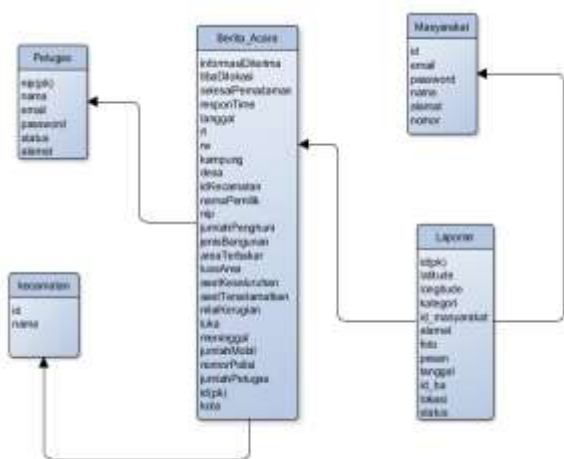 Petugas
nip(pk)
nama
email
password
status
alamat
kecamatan
id
nama
Berita_Acara
informasiDiterima
tibaDilokasi
selesaiPemadaman
responTime
tanggal
rt
rw
kampung
desa
idKecamatan
namaPemilik
nip
jumlahPenghuni
jenisBangunan
areaTerbakar
luasArea
asetKeseluruhan
asetTerselamatkan
nilaiKerugian
luka
meninggal
jumlahMobil
nomorPolisi
jumlahPetugas
id(pk)
kota
Masyarakat
id
email
password
nama
alamat
nomor
Laporan
id(pk)
latitude
longitude
kategori
id_masyarakat
alamat
foto
pesan
tanggal
id_ba
lokasi
status